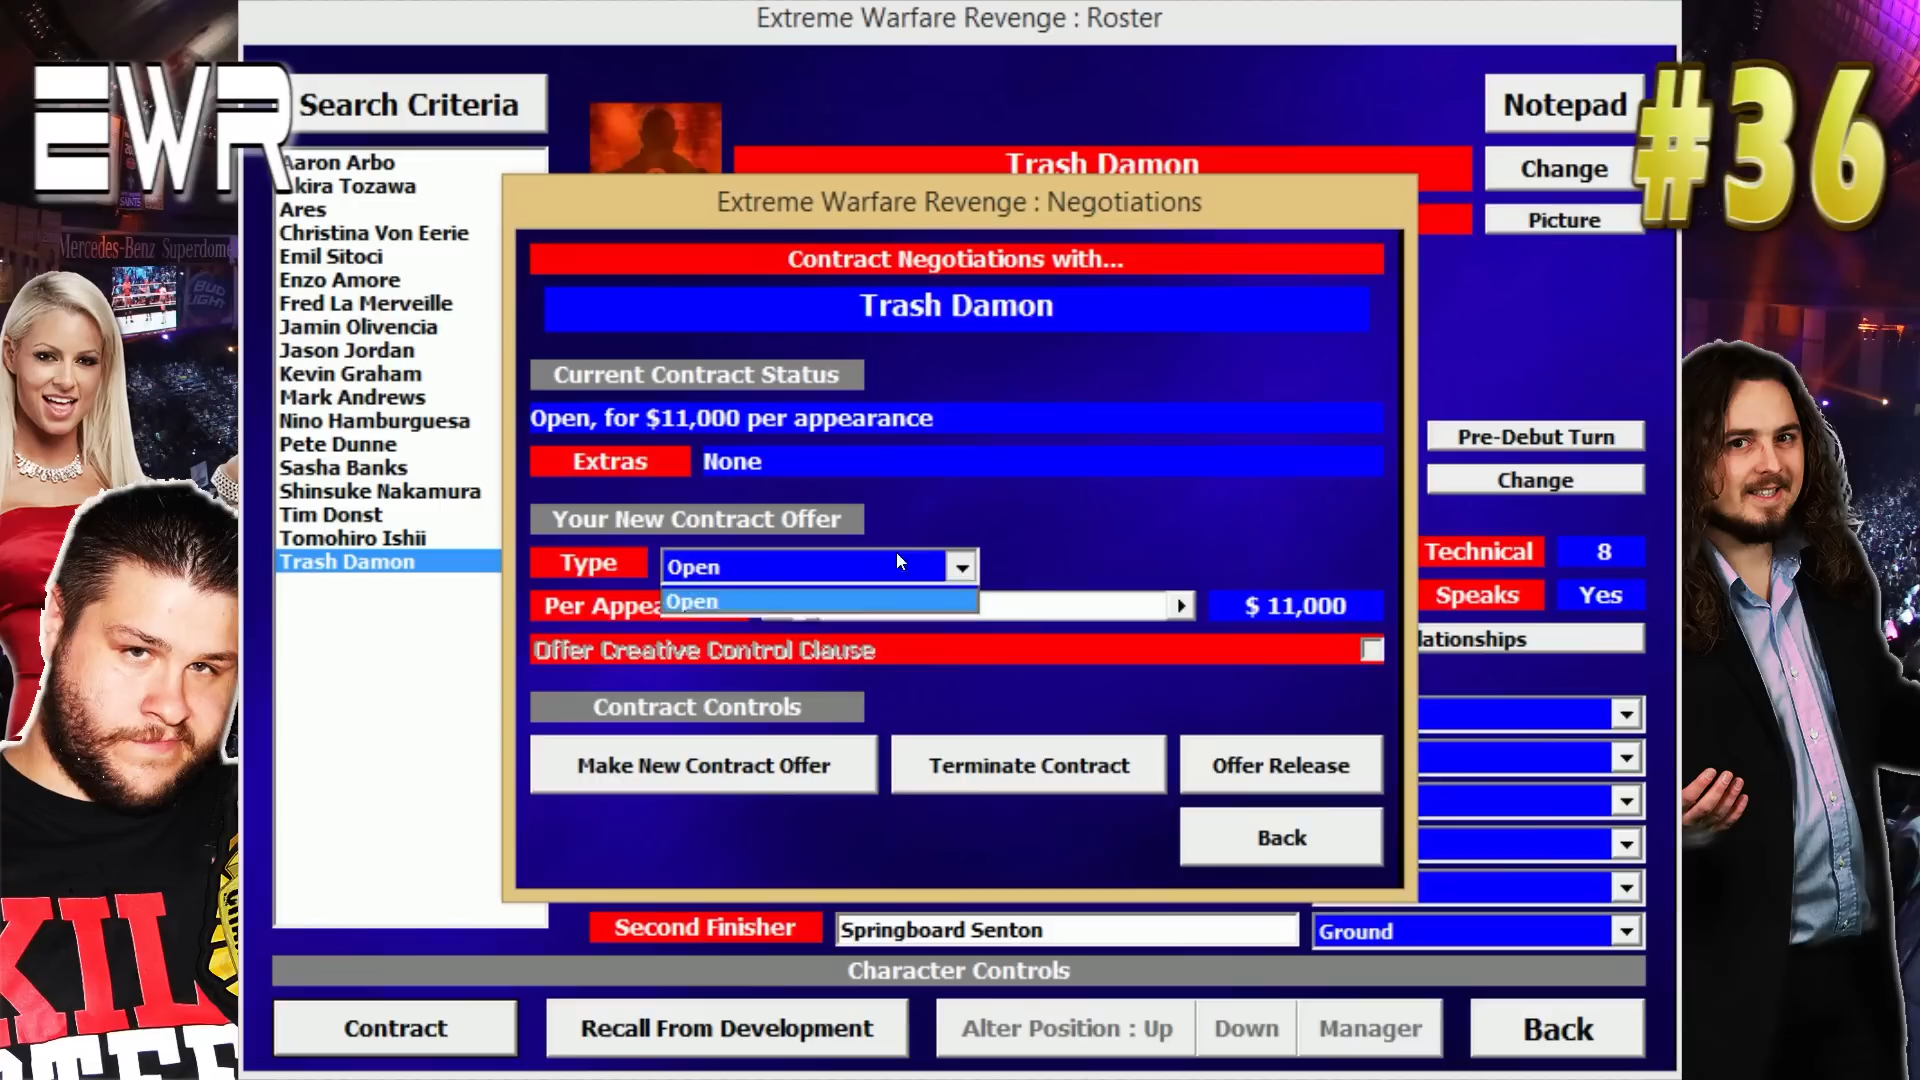 Extreme Warfare Revenge : Roster
EWR
Search Criteria
Notepad
#36
Change
Picture
Trash Damon
Aaron Arbo
Akira Tozawa
Ares
Christina Von Eerie
Emil Sitoci
Enzo Amore
Fred La Merveille
Jamin Olivencia
Jason Jordan
Kevin Graham
Mark Andrews
Nino Hamburguesa
Pete Dunne
Sasha Banks
Shinsuke Nakamura
Tim Donst
Tomohiro Ishii
Trash Damon
Mercedes-Benz Superdome
BUD
LIGHT
SAINTS
Extreme Warfare Revenge : Negotiations
Contract Negotiations with...
Trash Damon
Current Contract Status
Open, for $11,000 per appearance
Extras None
Your New Contract Offer
Type Open
Open
Per Appea $ 11,000
Offer Creative Control Clause
Contract Controls
Make New Contract Offer Terminate Contract Offer Release
Back
Pre-Debut Turn
Change
Technical 8
Speaks Yes
lationships
Second Finisher Springboard Senton Ground
Character Controls
Contract Recall From Development Alter Position : Up Down Manager Back
KIL